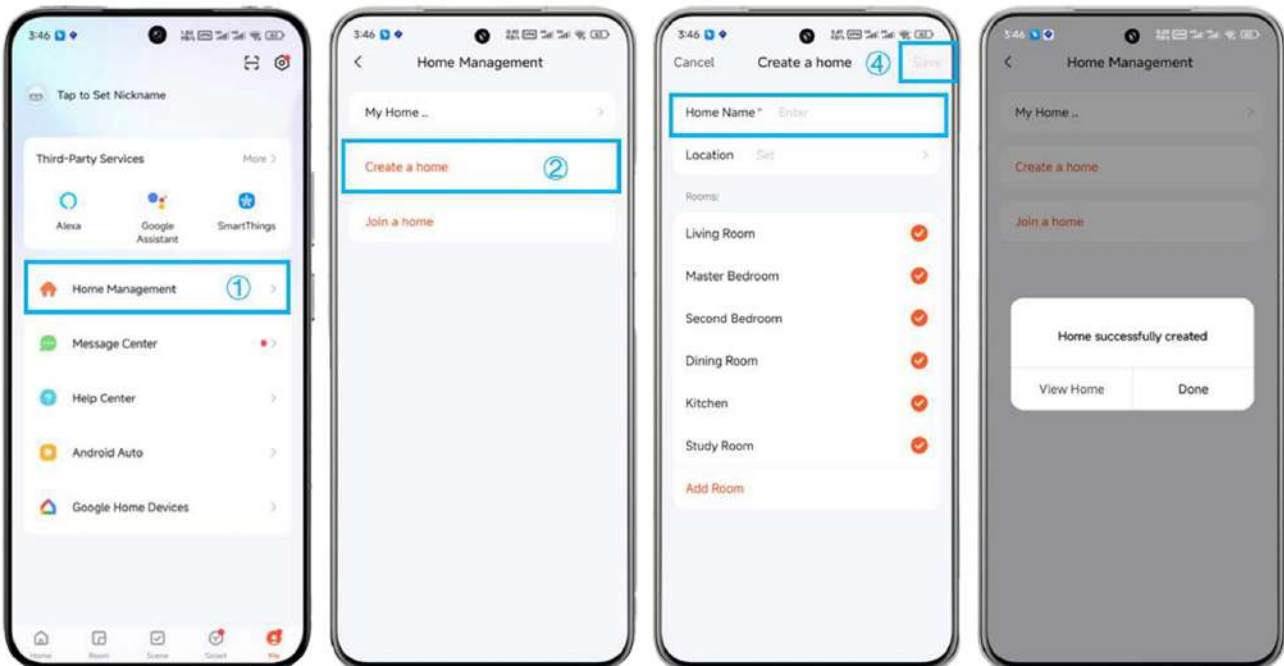 3:46
Tap to Set Nickname
Third-Party Services
More >
Alexa
Google
Assistant
SmartThings
Home Management
①
Message Center
Help Center
Android Auto
Google Home Devices
Home
Room
Scene
Smart
Me
3:46
Home Management
My Home ..
Create a home
②
Join a home
3:46
Cancel
Create a home
④
Save
Home Name*
Enter
Location
Set
Rooms:
Living Room
Master Bedroom
Second Bedroom
Dining Room
Kitchen
Study Room
Add Room
3:46
Home Management
My Home ..
Create a home
Join a home
Home successfully created
View Home
Done